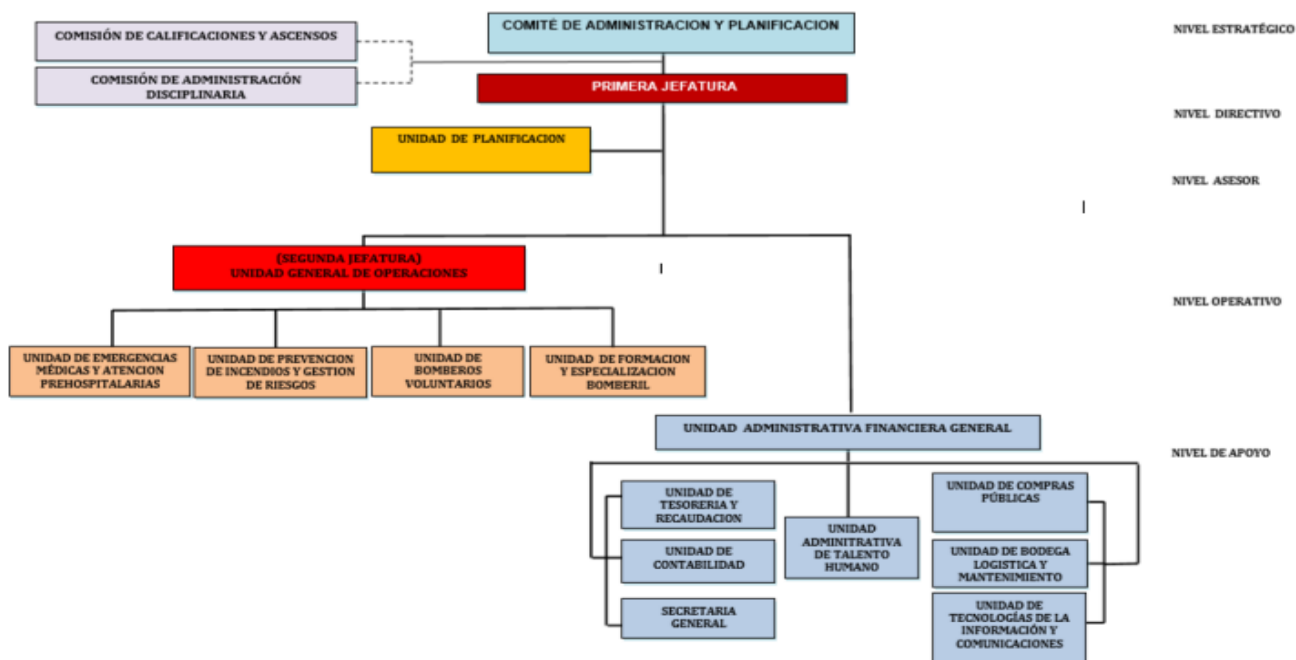 COMITÉ DE ADMINISTRACION Y PLANIFICACION
NIVEL ESTRATÉGICO
COMISIÓN DE CALIFICACIONES Y ASCENSOS
COMISIÓN DE ADMINISTRACIÓN
DISCIPLINARIA
PRIMERA JEFATURA
NIVEL DIRECTIVO
UNIDAD DE PLANIFICACION
NIVEL ASESOR
(SEGUNDA JEFATURA)
UNIDAD GENERAL DE OPERACIONES
NIVEL OPERATIVO
UNIDAD DE EMERGENCIAS
MÉDICAS Y ATENCION
PREHOSPITALARIAS
UNIDAD DE PREVENCION
DE INCENDIOS Y GESTION
DE RIESGOS
UNIDAD DE
BOMBEROS
VOLUNTARIOS
UNIDAD DE FORMACION
Y ESPECIALIZACION
BOMBERIL
UNIDAD ADMINISTRATIVA FINANCIERA GENERAL
NIVEL DE APOYO
UNIDAD DE
TESORERIA Y
RECAUDACION
UNIDAD DE
CONTABILIDAD
SECRETARIA
GENERAL
UNIDAD
ADMINITRATIVA
DE TALENTO
HUMANO
UNIDAD DE COMPRAS
PÚBLICAS
UNIDAD DE BODEGA
LOGISTICA Y
MANTENIMIENTO
UNIDAD DE
TECNOLOGÍAS DE LA
INFORMACIÓN Y
COMUNICACIONES